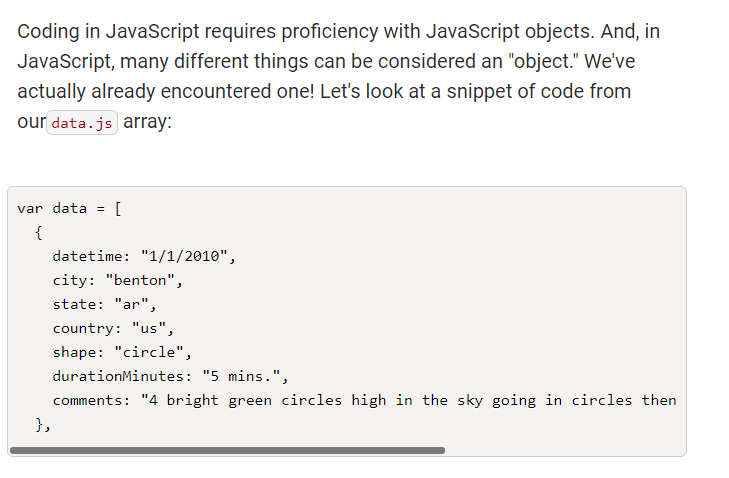 Coding in JavaScript requires proficiency with JavaScript objects. And, in
JavaScript, many different things can be considered an "object." We've
actually already encountered one! Let's look at a snippet of code from
our data.js array:
var data = [
  {
    datetime: "1/1/2010",
    city: "benton",
    state: "ar",
    country: "us",
    shape: "circle",
    durationMinutes: "5 mins.",
    comments: "4 bright green circles high in the sky going in circles then
  },